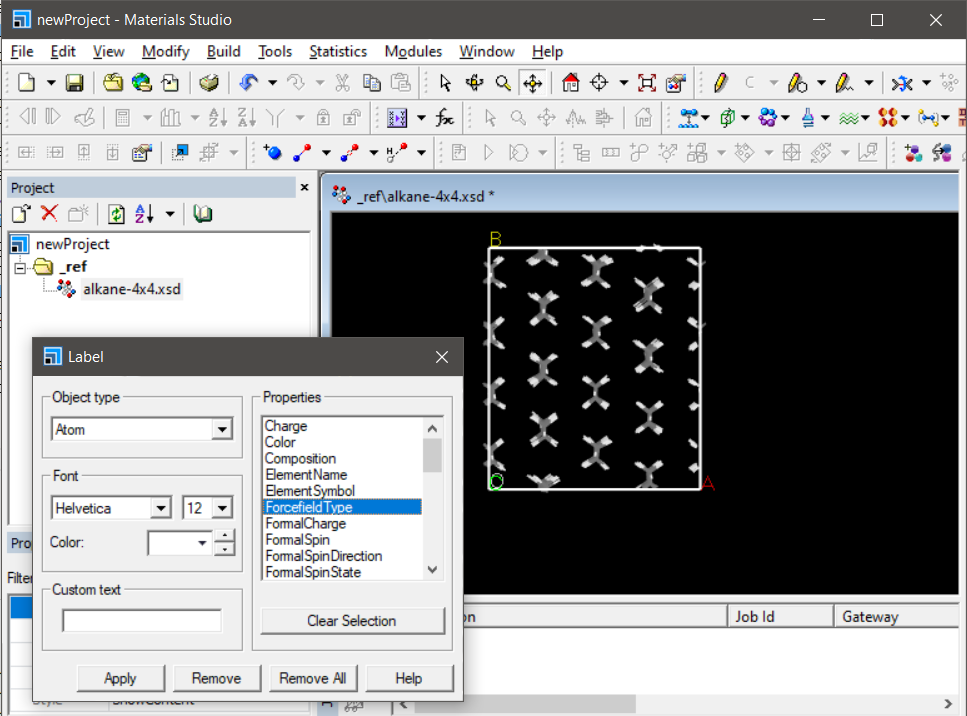 newProject - Materials Studio
File Edit View Modify Build Tools Statistics Modules Window Help
Project
newProject
_ref
alkane-4x4.xsd
_ref\alkane-4x4.xsd *
B
O
A
Label
Object type
Atom
Font
Helvetica 12
Color:
Custom text
Properties
Charge
Color
Composition
ElementName
ElementSymbol
ForcefieldType
FormalCharge
FormalSpin
FormalSpinDirection
FormalSpinState
Clear Selection
Apply Remove Remove All Help
Pro
Filter
on Job Id Gateway